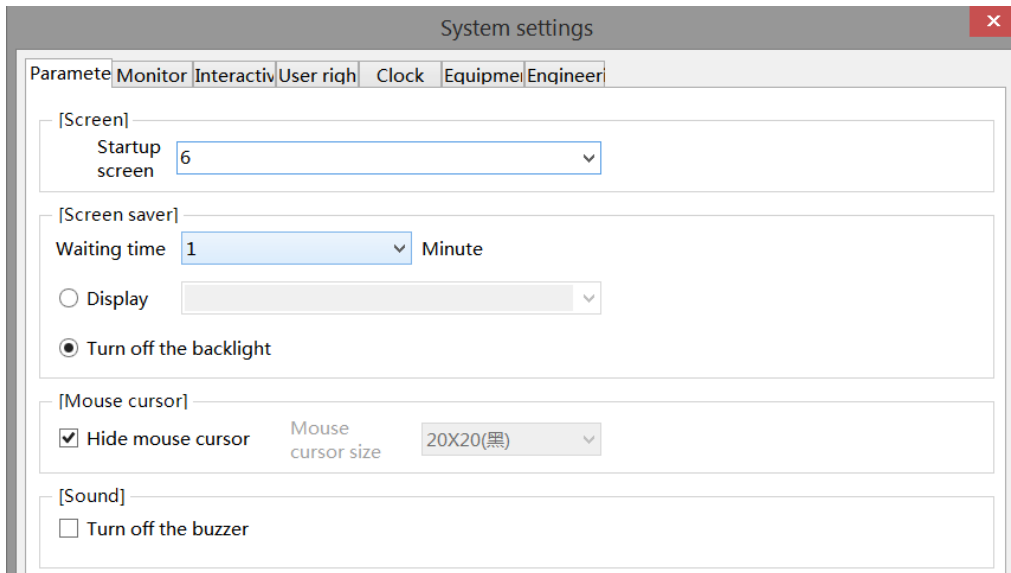 System settings
Paramete Monitor Interactiv User righ Clock Equipmer Engineeri
[Screen]
Startup screen 6
[Screen saver]
Waiting time 1 Minute
Display
Turn off the backlight
[Mouse cursor]
Hide mouse cursor Mouse cursor size 20X20(黑)
[Sound]
Turn off the buzzer